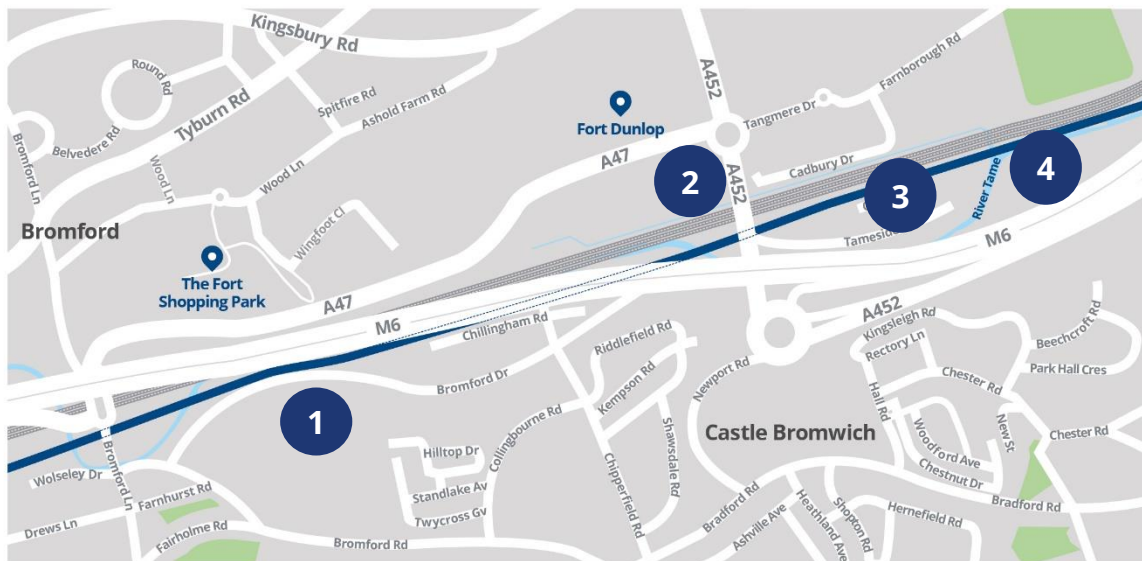 Kingsbury Rd
Round Rd
Belvedere Rd
Bromford Ln
Tyburn Rd
Spitfire Rd
Ashold Farm Rd
Wood Ln
Wood Ln
Wingfoot Cl
Bromford
The Fort
Shopping Park
Fort Dunlop
A47
A452
Tangmere Dr
Farnborough Rd
Cadbury Dr
2
A452
3
4
River Tame
Tameside
M6
A47
M6
A452
Chillingham Rd
Bromford Dr
1
Riddlefield Rd
Kempson Rd
Newport Rd
Kingsleigh Rd
Rectory Ln
Beechcroft Rd
Park Hall Cres
Chester Rd
Hall Rd
New St
Chester Rd
Woodford Ave
Chestnut Dr
Castle Bromwich
Collingbourne Rd
Shawsdale Rd
Chipperfield Rd
Hilltop Dr
Standlake Av
Twycross Gv
Wolseley Dr
Bromford Ln
Farnhurst Rd
Drews Ln
Fairholme Rd
Bromford Rd
Bradford Rd
Ashville Ave
Heathland Ave
Shopton Rd
Hernefield Rd
Bradford Rd